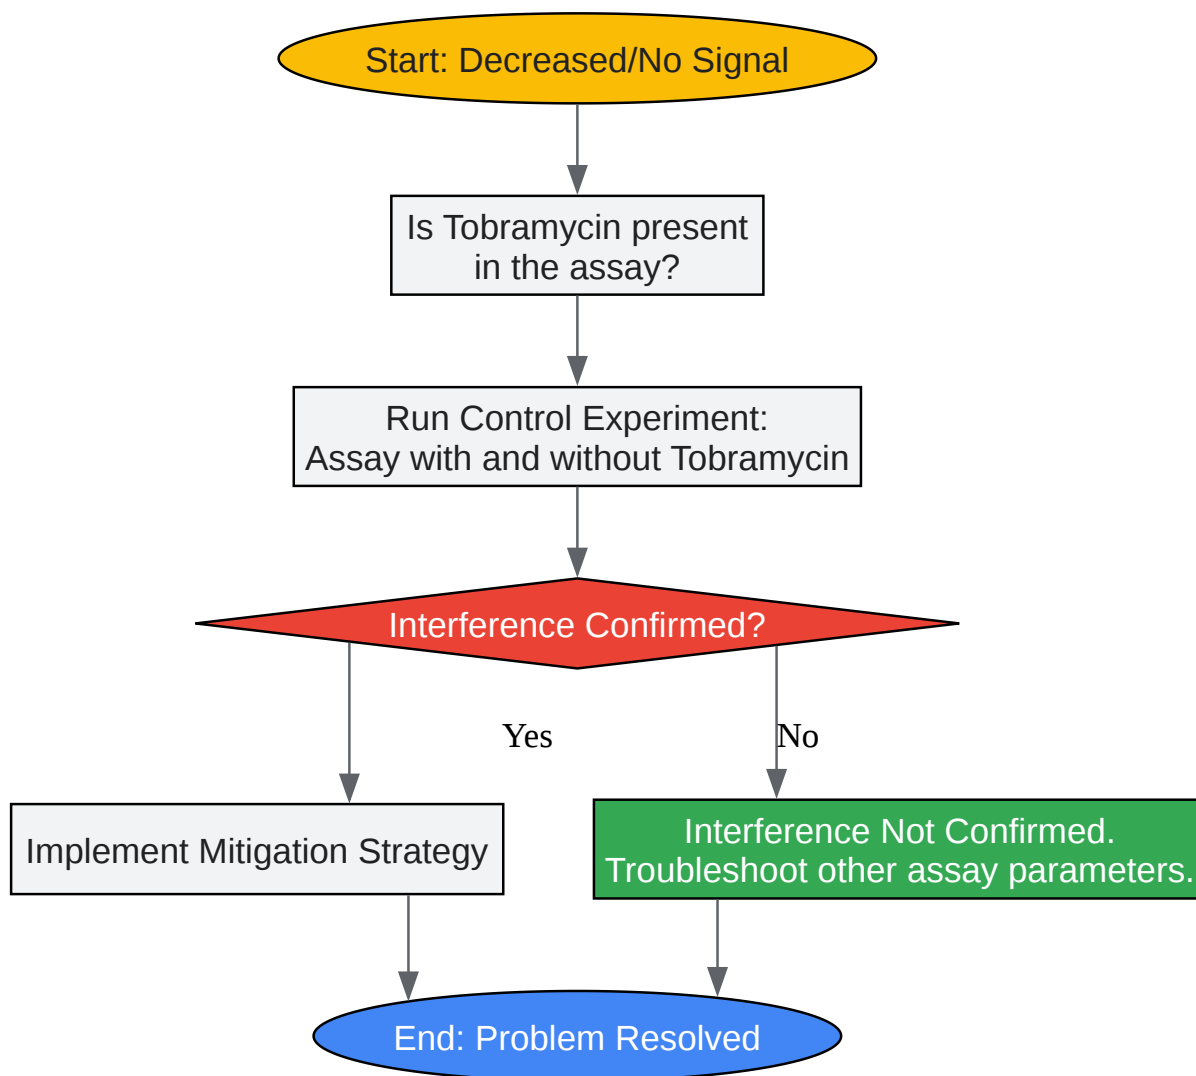 Start: Decreased/No Signal
Is Tobramycin present
in the assay?
Run Control Experiment:
Assay with and without Tobramycin
Interference Confirmed?
Yes
No
Implement Mitigation Strategy
Interference Not Confirmed.
Troubleshoot other assay parameters.
End: Problem Resolved